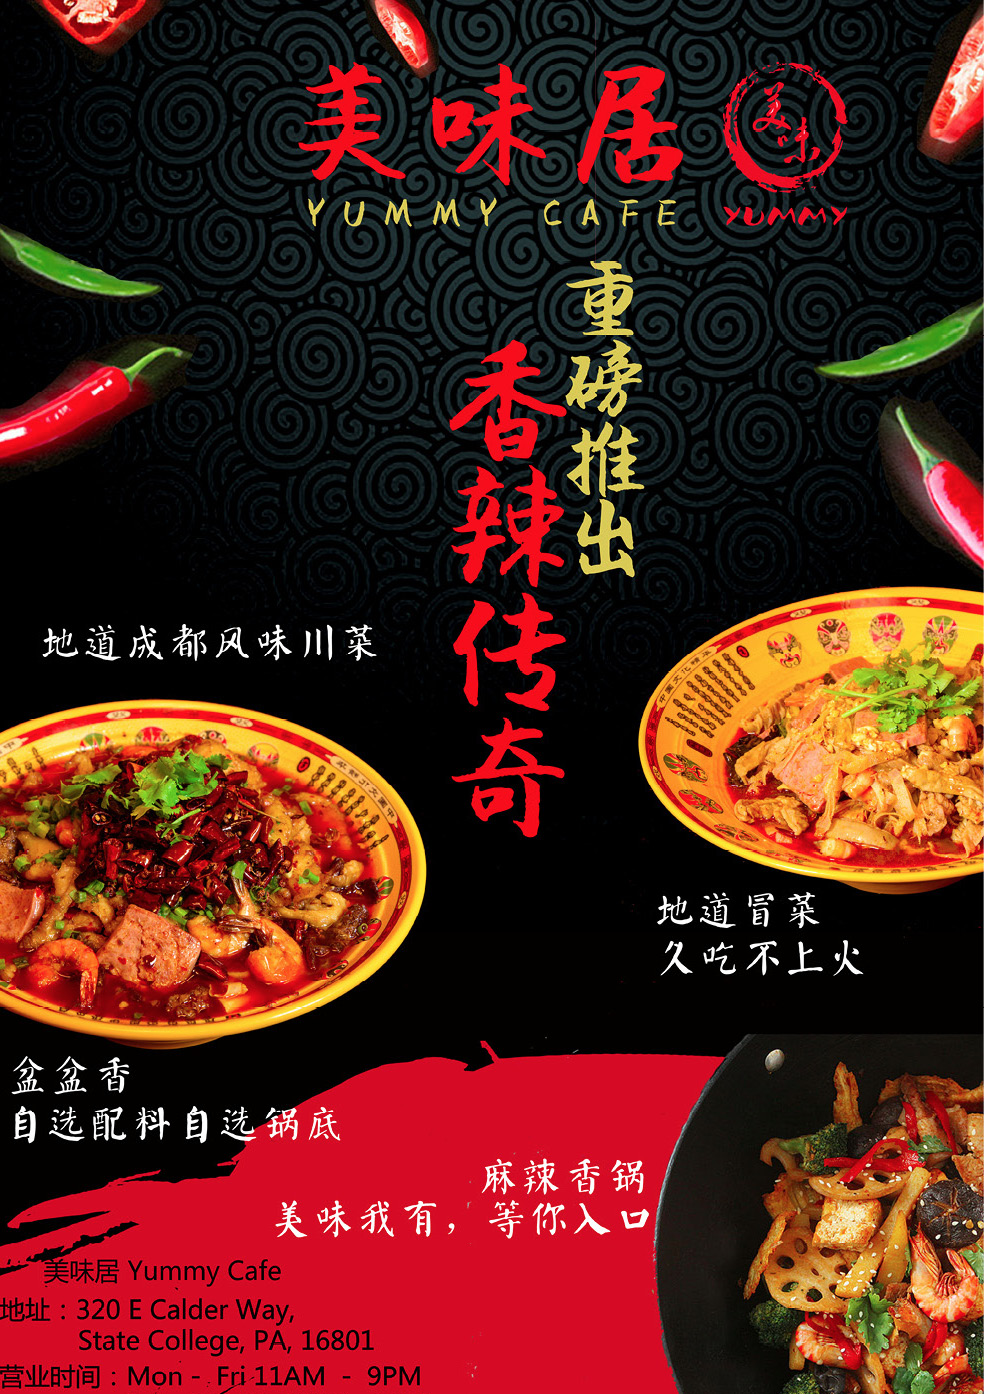 美味居
YUMMY CAFE
美味
YUMMY
重磅推出
香辣传奇
地道成都风味川菜
地道冒菜
久吃不上火
盆盆香
自选配料自选锅底
麻辣香锅
美味我有，等你入口
美味居 Yummy Cafe
地址：320 E Calder Way,
State College, PA, 16801
营业时间：Mon - Fri 11AM - 9PM